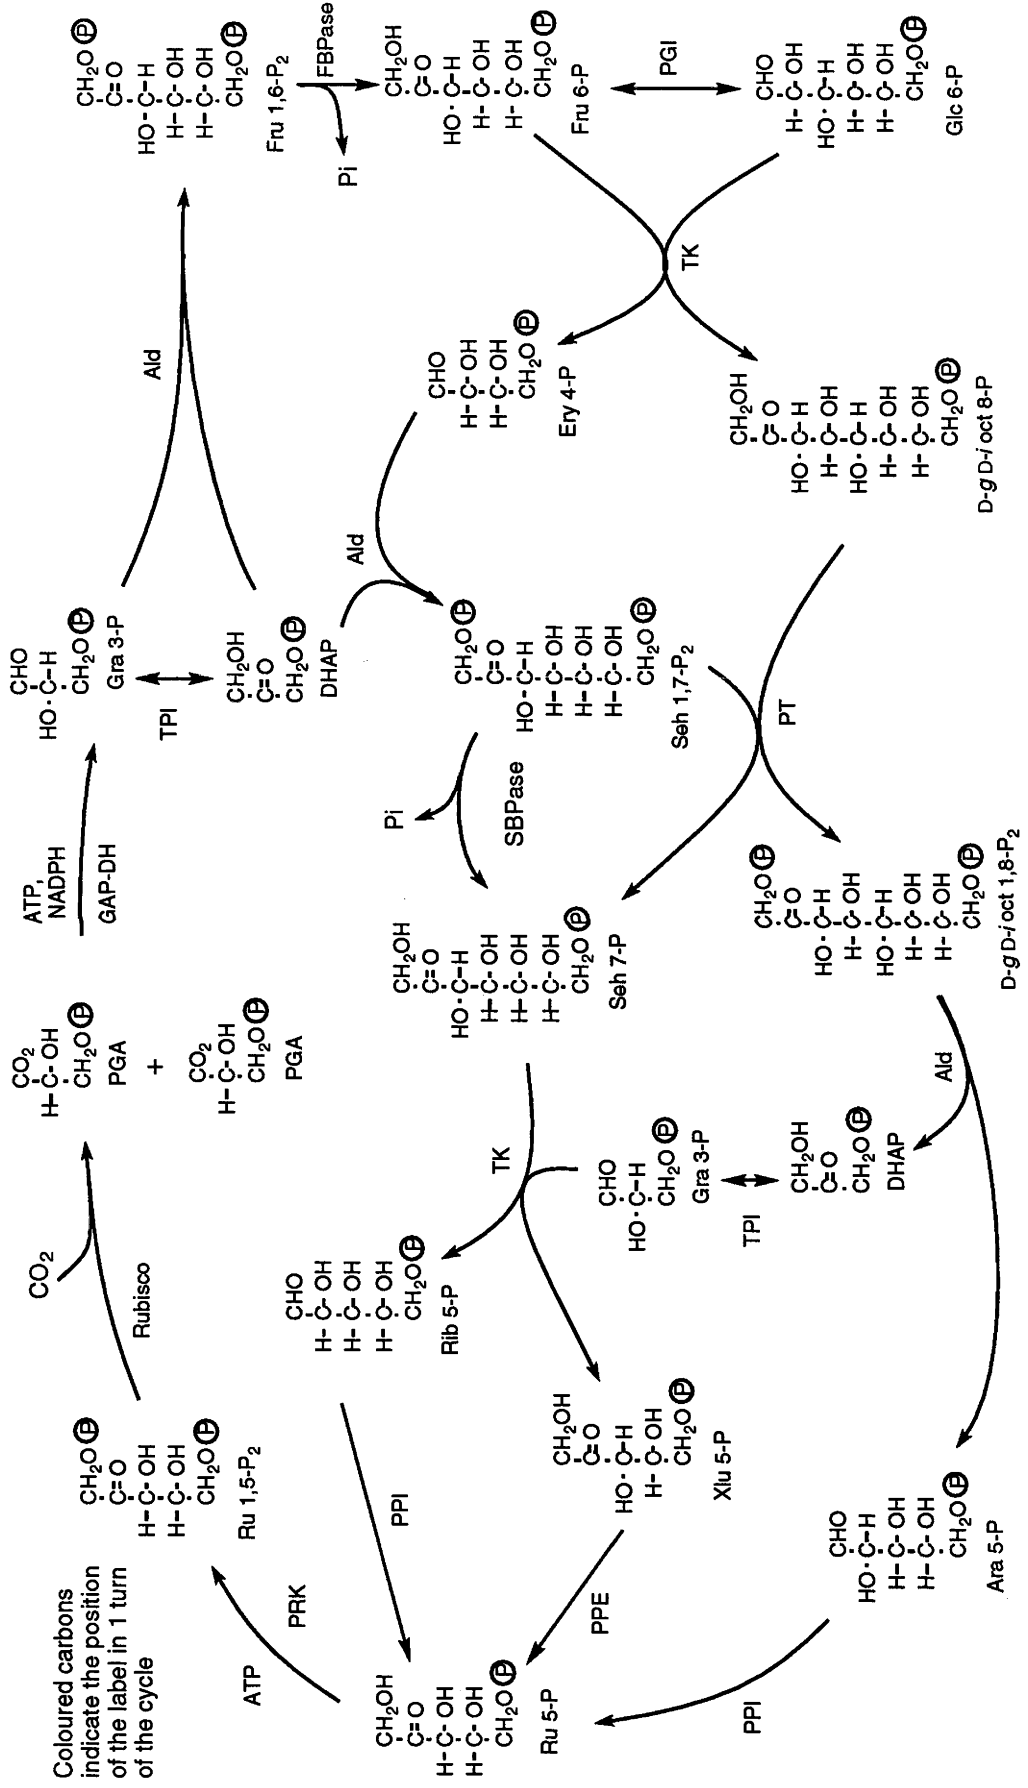 Coloured carbons
indicate the position
of the label in 1 turn
of the cycle
CH₂OⓅ
C=O
H-C-OH
H-C-OH
CH₂OⓅ
Ru 1,5-P₂
CO₂
Rubisco
CO₂
H-C-OH
CH₂OⓅ
PGA
+
CO₂
H-C-OH
CH₂OⓅ
PGA
ATP,
NADPH
GAP-DH
CHO
HO-C-H
CH₂OⓅ
Gra 3-P
TPI
CH₂OH
C=O
CH₂OⓅ
DHAP
Ald
CH₂OⓅ
C=O
HO-C-H
H-C-OH
H-C-OH
CH₂OⓅ
Fru 1,6-P₂
FBPase
Pi
CH₂OH
C=O
HO-C-H
H-C-OH
H-C-OH
CH₂OⓅ
Fru 6-P
PGI
CHO
H-C-OH
HO-C-H
H-C-OH
H-C-OH
CH₂OⓅ
Glc 6-P
TK
CHO
H-C-OH
H-C-OH
CH₂OⓅ
Ery 4-P
CH₂OH
C=O
HO-C-H
H-C-OH
HO-C-H
H-C-OH
H-C-OH
CH₂OⓅ
D-g D-i oct 8-P
Ald
CH₂OⓅ
C=O
HO-C-H
H-C-OH
H-C-OH
H-C-OH
CH₂OⓅ
Seh 1,7-P₂
Pi
SBPase
PT
CH₂OH
C=O
HO-C-H
H-C-OH
H-C-OH
H-C-OH
CH₂OⓅ
Seh 7-P
CH₂OⓅ
C=O
HO-C-H
H-C-OH
HO-C-H
H-C-OH
H-C-OH
CH₂OⓅ
D-g D-i oct 1,8-P₂
Ald
TK
CHO
HO-C-H
CH₂OⓅ
Gra 3-P
TPI
CH₂OH
C=O
CH₂OⓅ
DHAP
CHO
H-C-OH
H-C-OH
H-C-OH
CH₂OⓅ
Rib 5-P
CH₂OH
C=O
HO-C-H
H-C-OH
CH₂OⓅ
Xlu 5-P
CHO
HO-C-H
H-C-OH
H-C-OH
CH₂OⓅ
Ara 5-P
PPI
PPE
PPI
CH₂OH
C=O
H-C-OH
H-C-OH
CH₂OⓅ
Ru 5-P
ATP
PRK